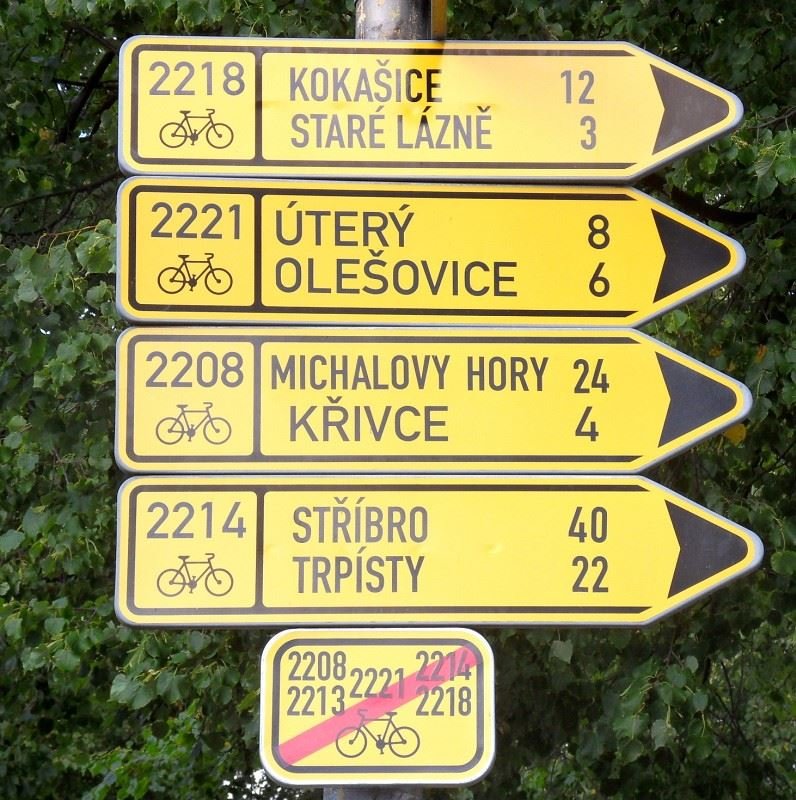 2218 KOKAŠICE 12
STARÉ LÁZNĚ 3
2221 ÚTERÝ 8
OLEŠOVICE 6
2208 MICHALOVY HORY 24
KŘIVCE 4
2214 STŘÍBRO 40
TRPÍSTY 22
2208 2221 2214
2213 2218